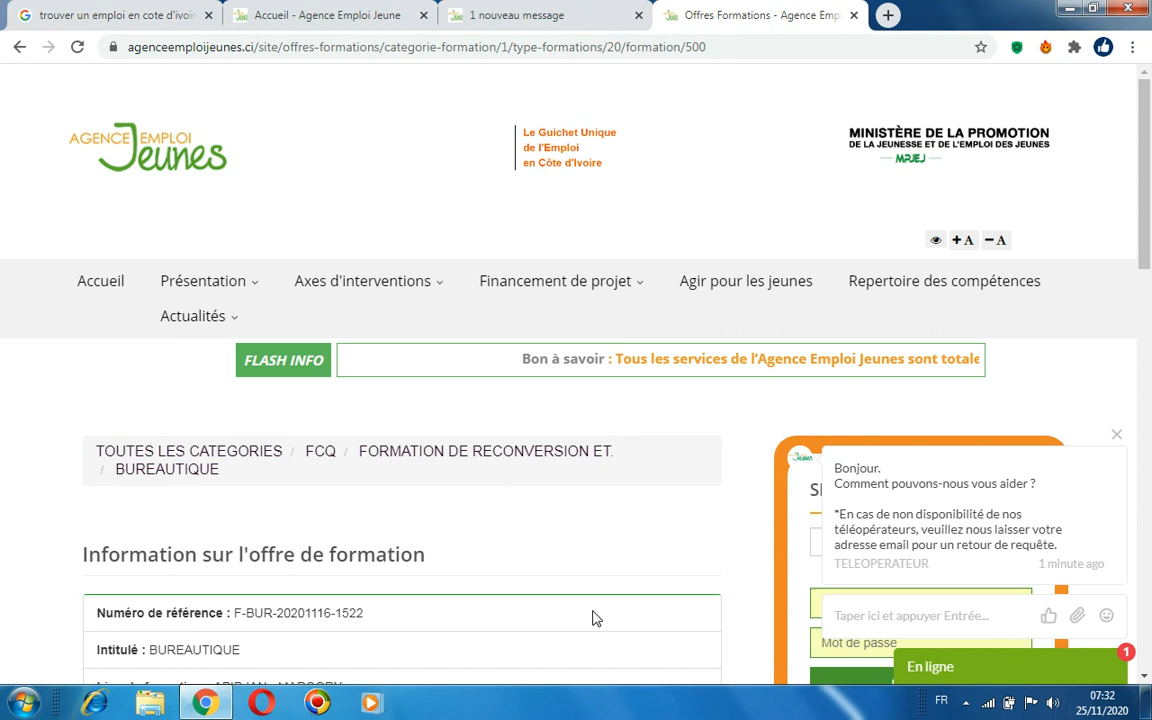 trouver un emploi en cote d'ivoir
Accueil - Agence Emploi Jeune
1 nouveau message
Offres Formations - Agence Emp
agenceemploijeunes.ci/site/offres-formations/categorie-formation/1/type-formations/20/formation/500
AGENCE EMPLOI
Jeunes
Le Guichet Unique
de l'Emploi
en Côte d'Ivoire
MINISTÈRE DE LA PROMOTION
DE LA JEUNESSE ET DE L'EMPLOI DES JEUNES
MPJEJ
+ A
- A
Accueil
Présentation
Axes d'interventions
Financement de projet
Agir pour les jeunes
Repertoire des compétences
Actualités
FLASH INFO
Bon à savoir : Tous les services de l'Agence Emploi Jeunes sont totale
TOUTES LES CATEGORIES / FCQ / FORMATION DE RECONVERSION ET.
/ BUREAUTIQUE
Information sur l'offre de formation
Numéro de référence : F-BUR-20201116-1522
Intitulé : BUREAUTIQUE
Bonjour.
Comment pouvons-nous vous aider ?
*En cas de non disponibilité de nos
téléopérateurs, veuillez nous laisser votre
adresse email pour un retour de requête.
TELEOPERATEUR
1 minute ago
Taper ici et appuyer Entrée...
Mot de passe
En ligne
1
FR
07:32
25/11/2020